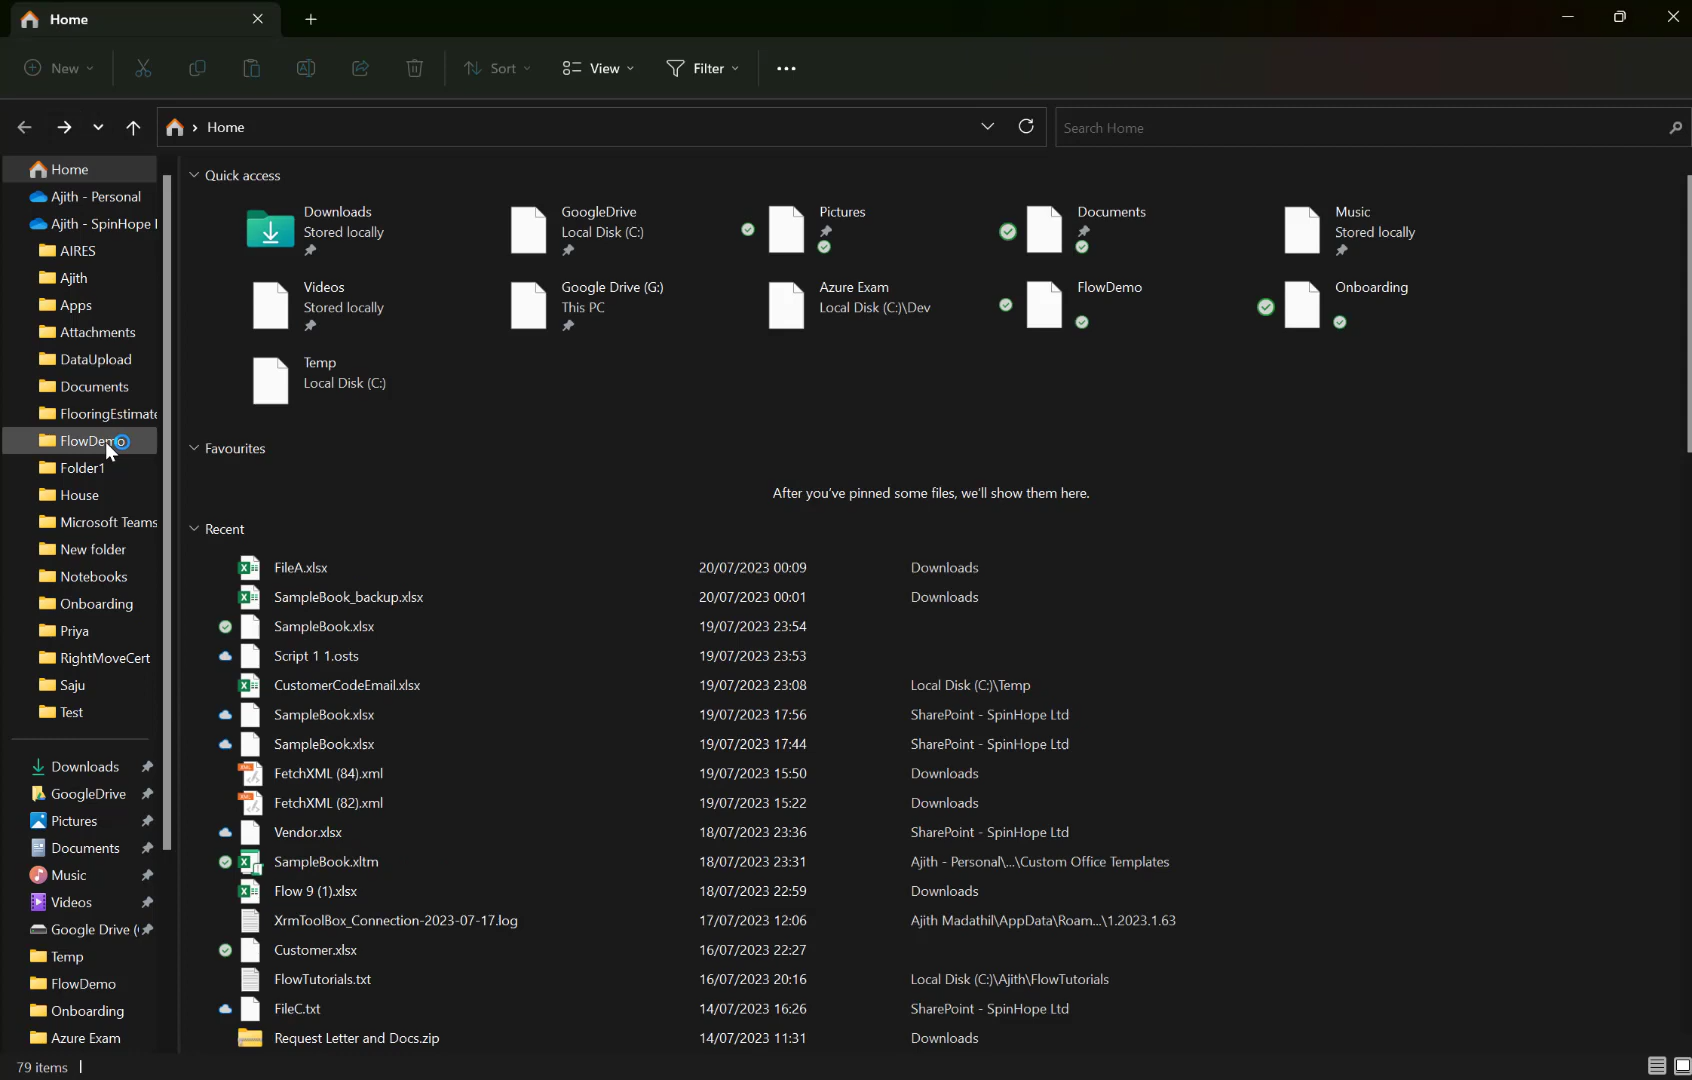 Home
New
Sort
View
Filter
Home
Search Home
Home
Ajith - Personal
Ajith - SpinHope
AIRES
Ajith
Apps
Attachments
DataUpload
Documents
FlooringEstimate
FlowDemo
Folder1
House
Microsoft Teams
New folder
Notebooks
Onboarding
Priya
RightMoveCert
Saju
Test
Downloads
GoogleDrive
Pictures
Documents
Music
Videos
Google Drive (
Temp
FlowDemo
Onboarding
Azure Exam
Quick access
Downloads
Stored locally
GoogleDrive
Local Disk (C:)
Pictures
Documents
Music
Stored locally
Videos
Stored locally
Google Drive (G:)
This PC
Azure Exam
Local Disk (C:)\Dev
FlowDemo
Onboarding
Temp
Local Disk (C:)
Favourites
After you've pinned some files, we'll show them here.
Recent
FileA.xlsx 20/07/2023 00:09 Downloads
SampleBook_backup.xlsx 20/07/2023 00:01 Downloads
SampleBook.xlsx 19/07/2023 23:54
Script 1 1.osts 19/07/2023 23:53
CustomerCodeEmail.xlsx 19/07/2023 23:08 Local Disk (C:)\Temp
SampleBook.xlsx 19/07/2023 17:56 SharePoint - SpinHope Ltd
SampleBook.xlsx 19/07/2023 17:44 SharePoint - SpinHope Ltd
FetchXML (84).xml 19/07/2023 15:50 Downloads
FetchXML (82).xml 19/07/2023 15:22 Downloads
Vendor.xlsx 18/07/2023 23:36 SharePoint - SpinHope Ltd
SampleBook.xltm 18/07/2023 23:31 Ajith - Personal\...\Custom Office Templates
Flow 9 (1).xlsx 18/07/2023 22:59 Downloads
XrmToolBox_Connection-2023-07-17.log 17/07/2023 12:06 Ajith Madathil\AppData\Roam...\1.2023.1.63
Customer.xlsx 16/07/2023 22:27
FlowTutorials.txt 16/07/2023 20:16 Local Disk (C:)\Ajith\FlowTutorials
FileC.txt 14/07/2023 16:26 SharePoint - SpinHope Ltd
Request Letter and Docs.zip 14/07/2023 11:31 Downloads
79 items